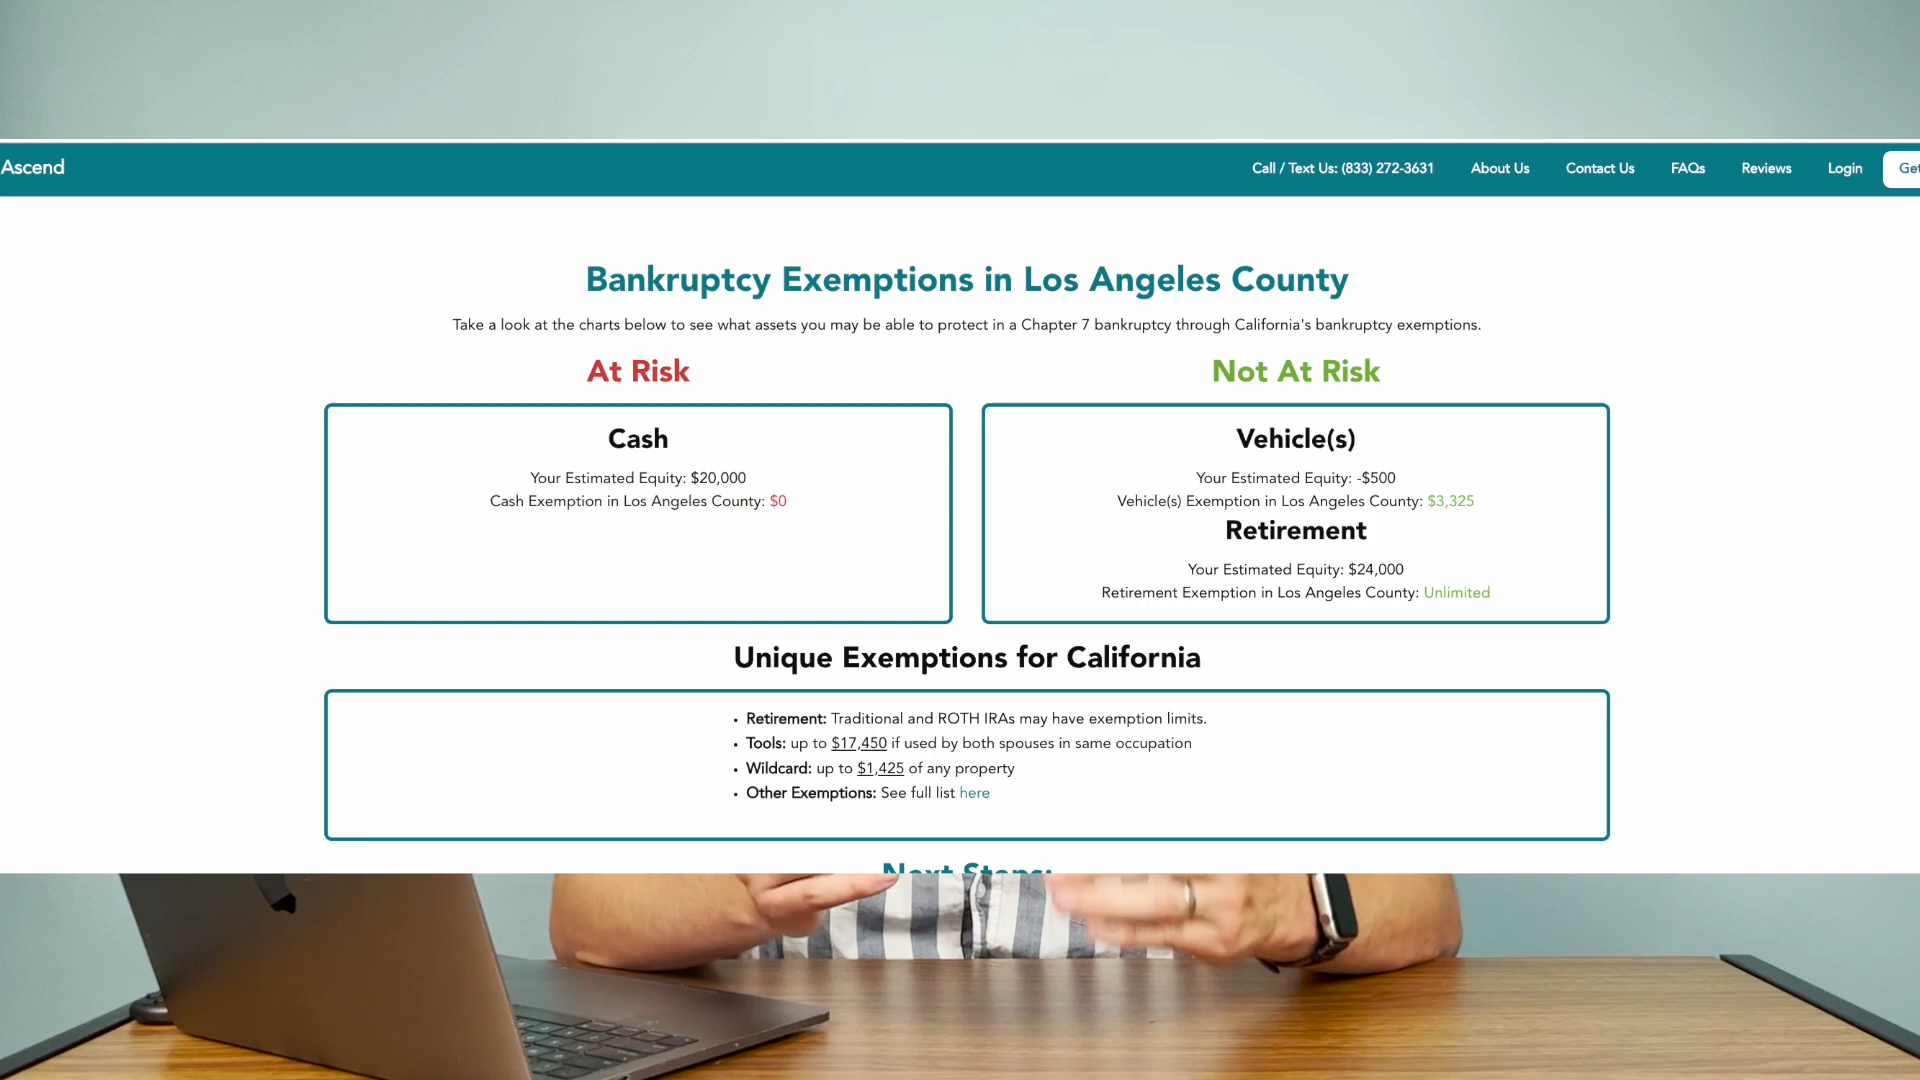 Ascend
Call / Text Us: (833) 272-3631
About Us
Contact Us
FAQs
Reviews
Login
Get
Bankruptcy Exemptions in Los Angeles County
Take a look at the charts below to see what assets you may be able to protect in a Chapter 7 bankruptcy through California's bankruptcy exemptions.
At Risk
Cash
Your Estimated Equity: $20,000
Cash Exemption in Los Angeles County: $0
Not At Risk
Vehicle(s)
Your Estimated Equity: -$500
Vehicle(s) Exemption in Los Angeles County: $3,325
Retirement
Your Estimated Equity: $24,000
Retirement Exemption in Los Angeles County: Unlimited
Unique Exemptions for California
• Retirement: Traditional and ROTH IRAs may have exemption limits.
• Tools: up to $17,450 if used by both spouses in same occupation
• Wildcard: up to $1,425 of any property
• Other Exemptions: See full list here
Next Steps: